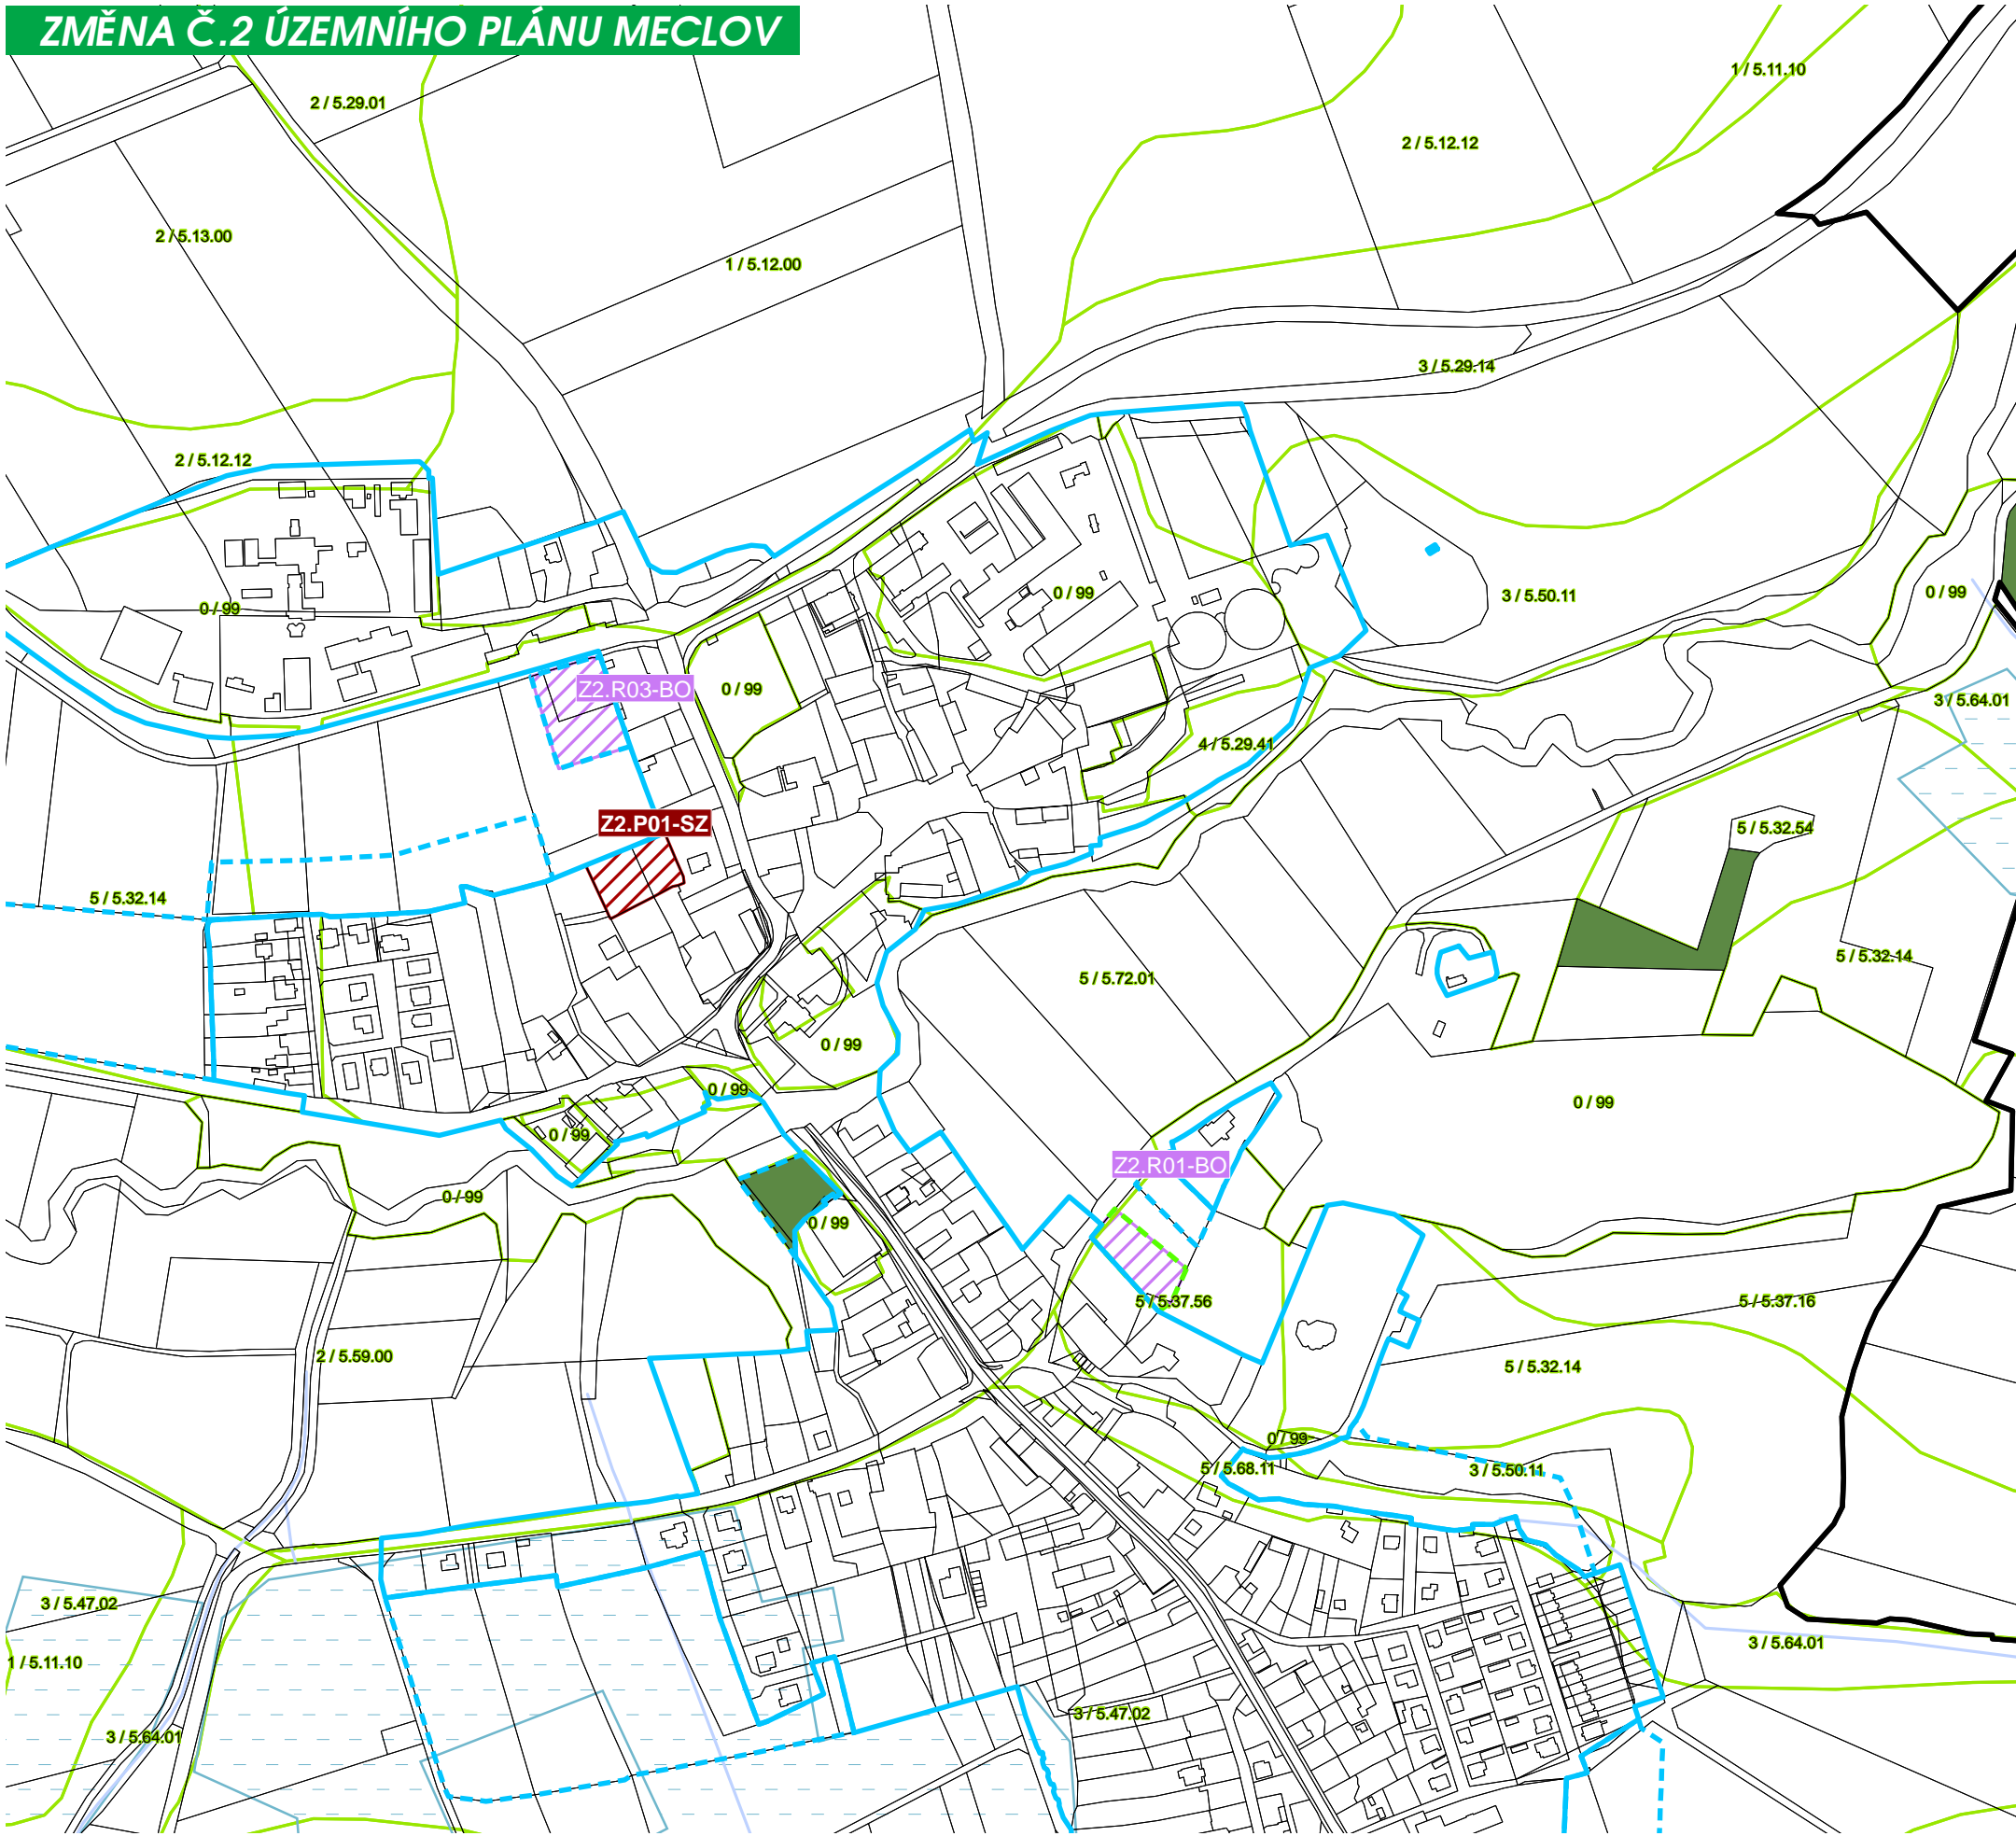 ZMĚNA Č.2 ÚZEMNÍHO PLÁNU MECLOV
1 / 5.11.10
2 / 5.29.01
2 / 5.12.12
2 / 5.13.00
1 / 5.12.00
3 / 5.29.14
2 / 5.12.12
0 / 99
0 / 99
3 / 5.50.11
0 / 99
Z2.R03-BO
0 / 99
3 / 5.64.01
4 / 5.29.41
Z2.P01-SZ
5 / 5.32.54
5 / 5.32.14
5 / 5.32.14
5 / 5.72.01
0 / 99
0 / 99
0 / 99
0 / 99
Z2.R01-BO
0 / 99
0 / 99
5 / 5.37.56
5 / 5.37.16
2 / 5.59.00
5 / 5.32.14
0 / 99
5 / 5.68.11
3 / 5.50.11
3 / 5.47.02
3 / 5.64.01
1 / 5.11.10
3 / 5.47.02
3 / 5.64.01